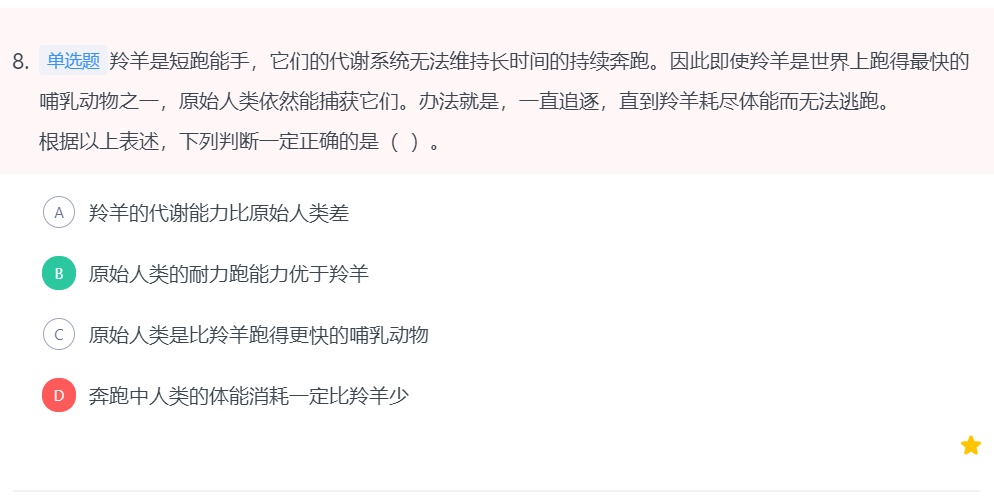 8. 单选题 羚羊是短跑能手，它们的代谢系统无法维持长时间的持续奔跑。因此即使羚羊是世界上跑得最快的
哺乳动物之一，原始人类依然能捕获它们。办法就是，一直追逐，直到羚羊耗尽体能而无法逃跑。
根据以上表述，下列判断一定正确的是（ ）。
A 羚羊的代谢能力比原始人类差
B 原始人类的耐力跑能力优于羚羊
C 原始人类是比羚羊跑得更快的哺乳动物
D 奔跑中人类的体能消耗一定比羚羊少